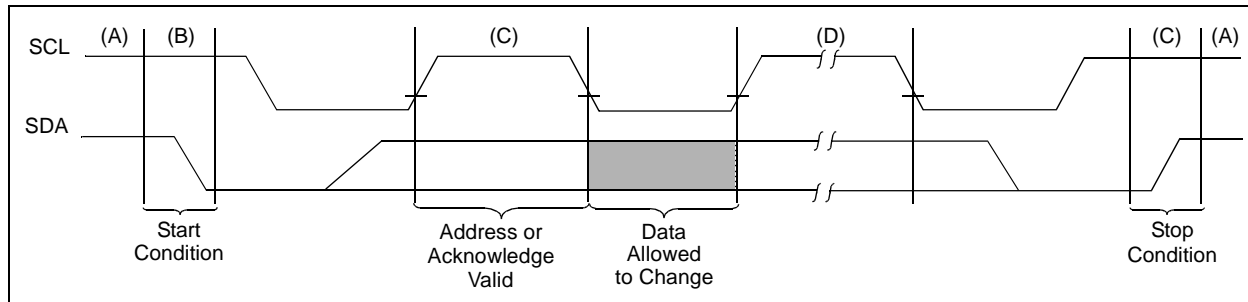 (A) (B) (C) (D) (C) (A)
SCL
SDA
Start
Condition
Address or
Acknowledge
Valid
Data
Allowed
to Change
Stop
Condition